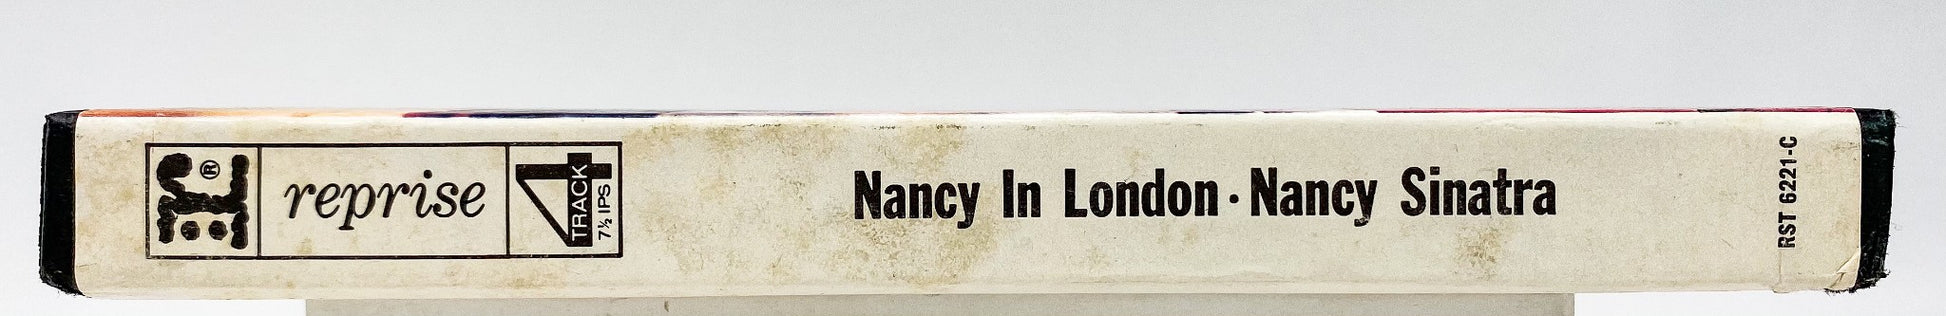 r:®
reprise
4
TRACK
7½ IPS
Nancy In London · Nancy Sinatra
RST 6221-C